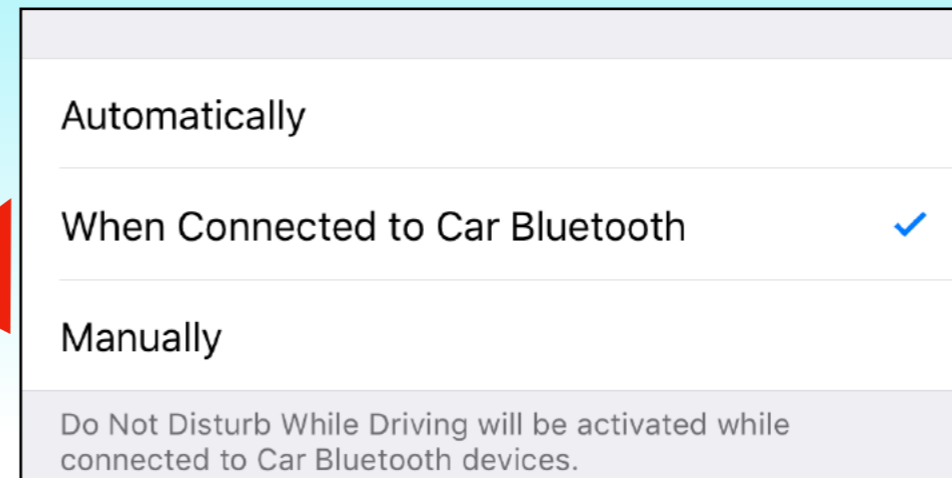 Automatically
When Connected to Car Bluetooth
Manually
Do Not Disturb While Driving will be activated while
connected to Car Bluetooth devices.